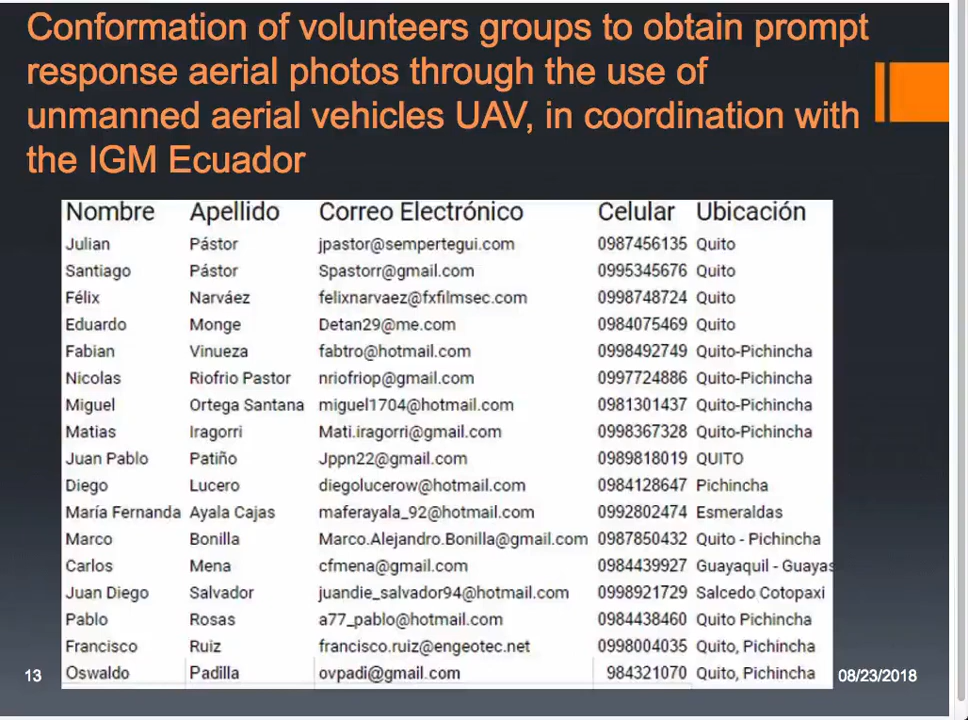 Conformation of volunteers groups to obtain prompt
response aerial photos through the use of
unmanned aerial vehicles UAV, in coordination with
the IGM Ecuador
Nombre Apellido Correo Electrónico Celular Ubicación
Julian Pástor jpastor@sempertegui.com 0987456135 Quito
Santiago Pástor Spastorr@gmail.com 0995345676 Quito
Félix Narváez felixnarvaez@fxfilmsec.com 0998748724 Quito
Eduardo Monge Detan29@me.com 0984075469 Quito
Fabian Vinueza fabtro@hotmail.com 0998492749 Quito-Pichincha
Nicolas Riofrio Pastor nriofriop@gmail.com 0997724886 Quito-Pichincha
Miguel Ortega Santana miguel1704@hotmail.com 0981301437 Quito-Pichincha
Matias Iragorri Mati.iragorri@gmail.com 0998367328 Quito-Pichincha
Juan Pablo Patiño Jppn22@gmail.com 0989818019 QUITO
Diego Lucero diegolucerow@hotmail.com 0984128647 Pichincha
María Fernanda Ayala Cajas maferayala_92@hotmail.com 0992802474 Esmeraldas
Marco Bonilla Marco.Alejandro.Bonilla@gmail.com 0987850432 Quito - Pichincha
Carlos Mena cfmena@gmail.com 0984439927 Guayaquil - Guayas
Juan Diego Salvador juandie_salvador94@hotmail.com 0998921729 Salcedo Cotopaxi
Pablo Rosas a77_pablo@hotmail.com 0984438460 Quito Pichincha
Francisco Ruiz francisco.ruiz@engeotec.net 0998004035 Quito, Pichincha
Oswaldo Padilla ovpadi@gmail.com 984321070 Quito, Pichincha
13 08/23/2018